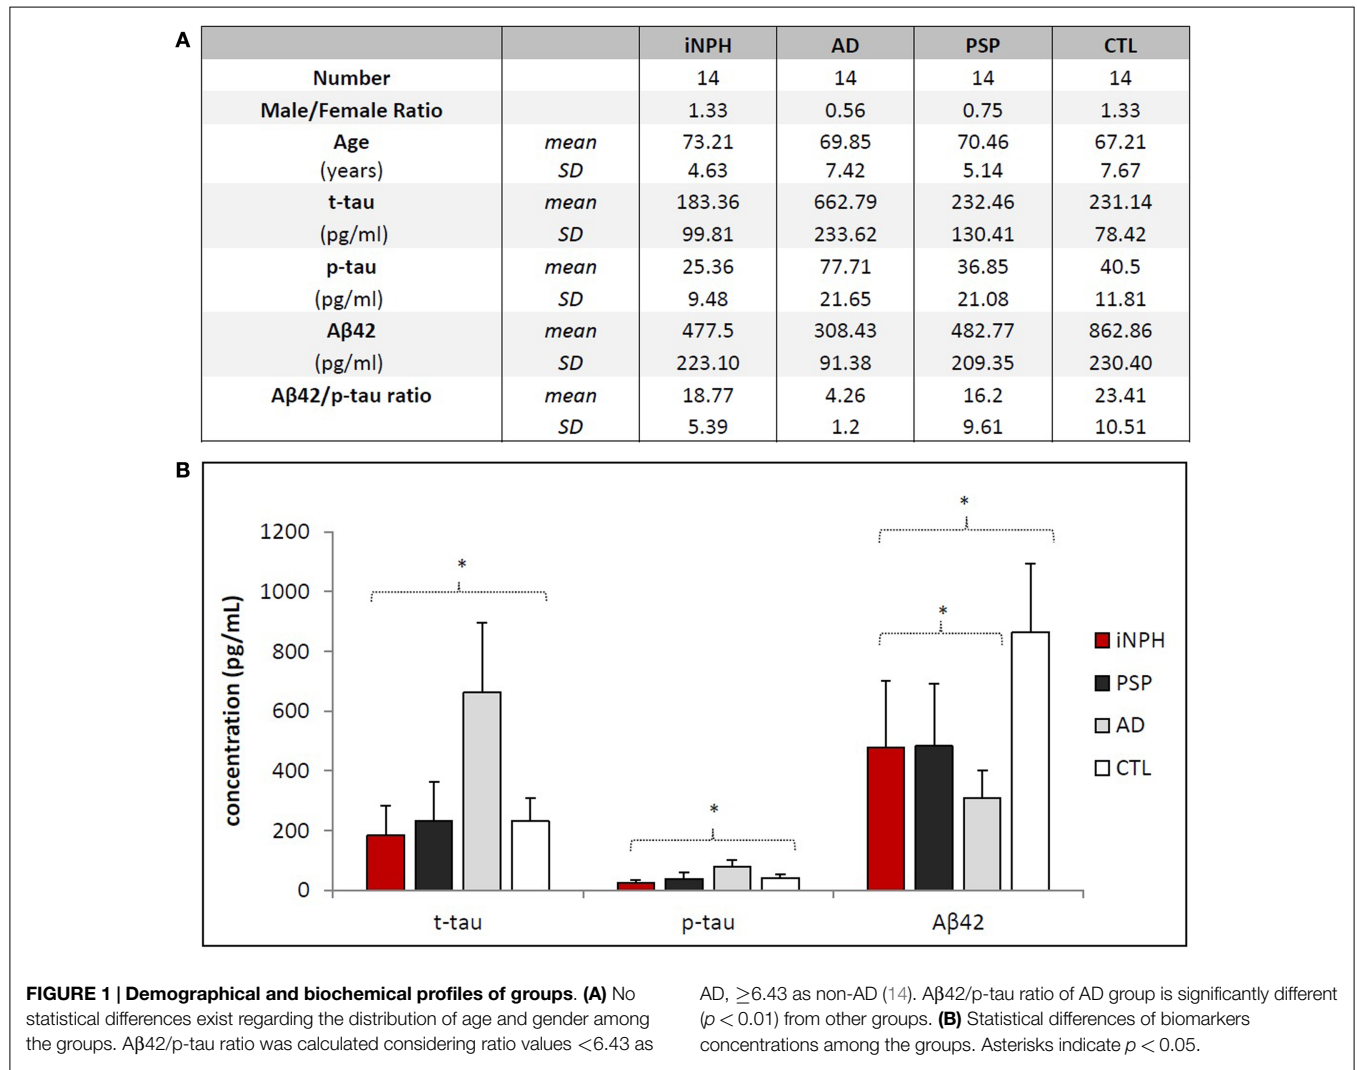 A
iNPH AD PSP CTL
Number 14 14 14 14
Male/Female Ratio 1.33 0.56 0.75 1.33
Age mean 73.21 69.85 70.46 67.21
(years) SD 4.63 7.42 5.14 7.67
t-tau mean 183.36 662.79 232.46 231.14
(pg/ml) SD 99.81 233.62 130.41 78.42
p-tau mean 25.36 77.71 36.85 40.5
(pg/ml) SD 9.48 21.65 21.08 11.81
Aβ42 mean 477.5 308.43 482.77 862.86
(pg/ml) SD 223.10 91.38 209.35 230.40
Aβ42/p-tau ratio mean 18.77 4.26 16.2 23.41
SD 5.39 1.2 9.61 10.51
B
concentration (pg/mL)
1200
1000
800
600
400
200
0
*
*
*
*
t-tau p-tau Aβ42
iNPH
PSP
AD
CTL
FIGURE 1 | Demographical and biochemical profiles of groups. (A) No
statistical differences exist regarding the distribution of age and gender among
the groups. Aβ42/p-tau ratio was calculated considering ratio values <6.43 as
AD, ≥6.43 as non-AD (14). Aβ42/p-tau ratio of AD group is significantly different
(p < 0.01) from other groups. (B) Statistical differences of biomarkers
concentrations among the groups. Asterisks indicate p < 0.05.